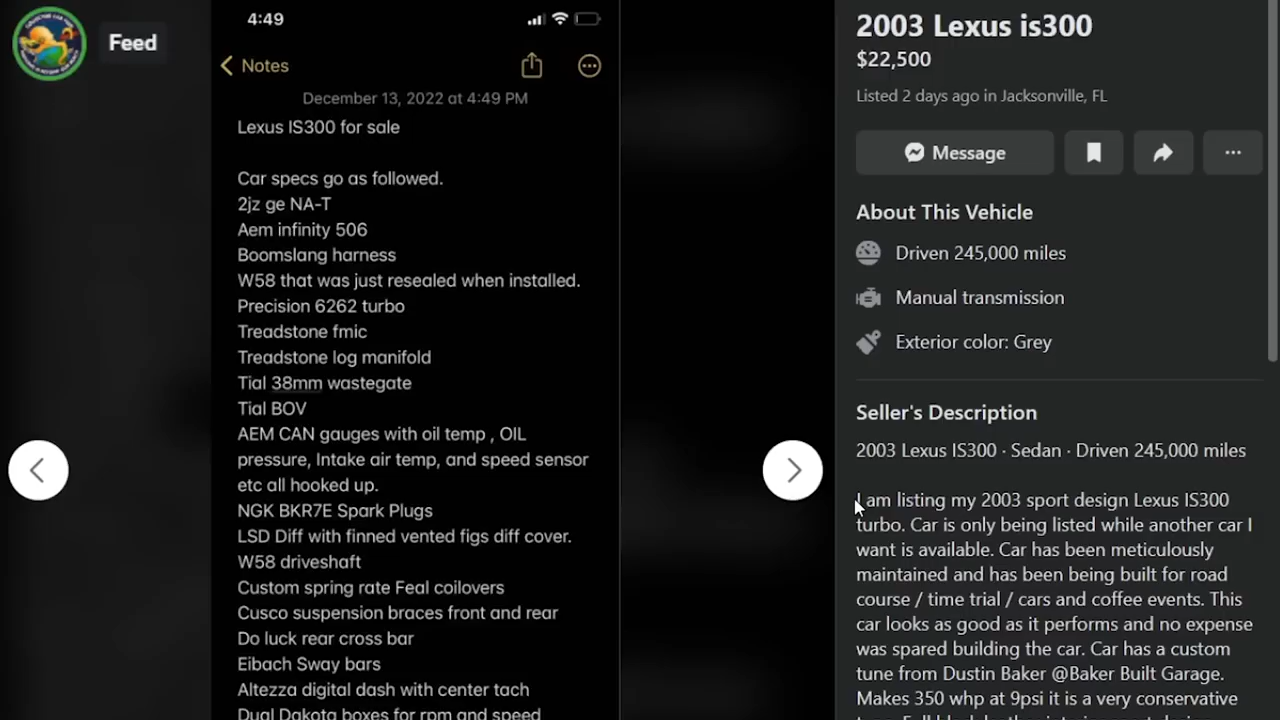 Feed
4:49
Notes
December 13, 2022 at 4:49 PM
Lexus IS300 for sale
Car specs go as followed.
2jz ge NA-T
Aem infinity 506
Boomslang harness
W58 that was just resealed when installed.
Precision 6262 turbo
Treadstone fmic
Treadstone log manifold
Tial 38mm wastegate
Tial BOV
AEM CAN gauges with oil temp , OIL
pressure, Intake air temp, and speed sensor
etc all hooked up.
NGK BKR7E Spark Plugs
LSD Diff with finned vented figs diff cover.
W58 driveshaft
Custom spring rate Feal coilovers
Cusco suspension braces front and rear
Do luck rear cross bar
Eibach Sway bars
Altezza digital dash with center tach
Dual Dakota boxes for rpm and speed
2003 Lexus is300
$22,500
Listed 2 days ago in Jacksonville, FL
Message
About This Vehicle
Driven 245,000 miles
Manual transmission
Exterior color: Grey
Seller's Description
2003 Lexus IS300 · Sedan · Driven 245,000 miles
I am listing my 2003 sport design Lexus IS300
turbo. Car is only being listed while another car I
want is available. Car has been meticulously
maintained and has been being built for road
course / time trial / cars and coffee events. This
car looks as good as it performs and no expense
was spared building the car. Car has a custom
tune from Dustin Baker @Baker Built Garage.
Makes 350 whp at 9psi it is a very conservative